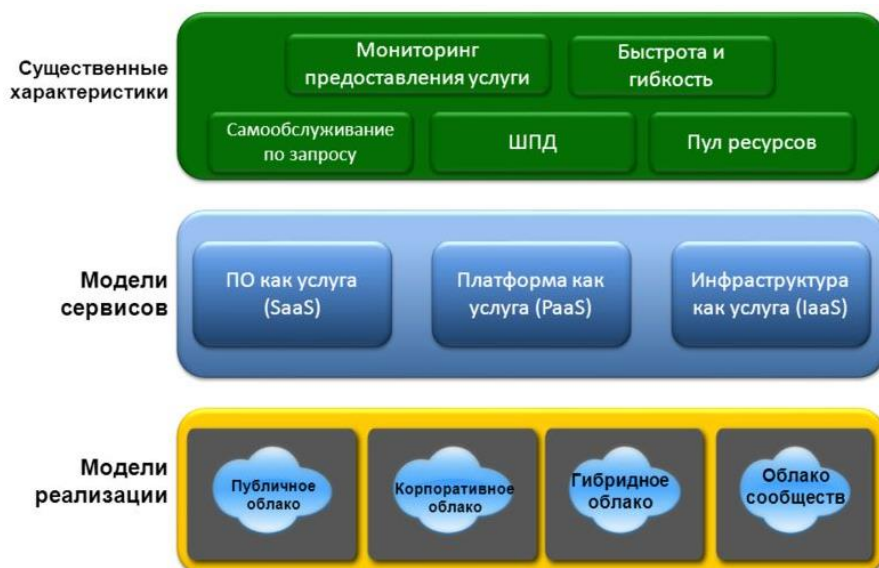 Существенные
характеристики
Мониторинг
предоставления услуги
Быстрота и
гибкость
Самообслуживание
по запросу
ШПД
Пул ресурсов
Модели
сервисов
ПО как услуга
(SaaS)
Платформа как
услуга (PaaS)
Инфраструктура
как услуга (IaaS)
Модели
реализации
Публичное
облако
Корпоративное
облако
Гибридное
облако
Облако
сообществ